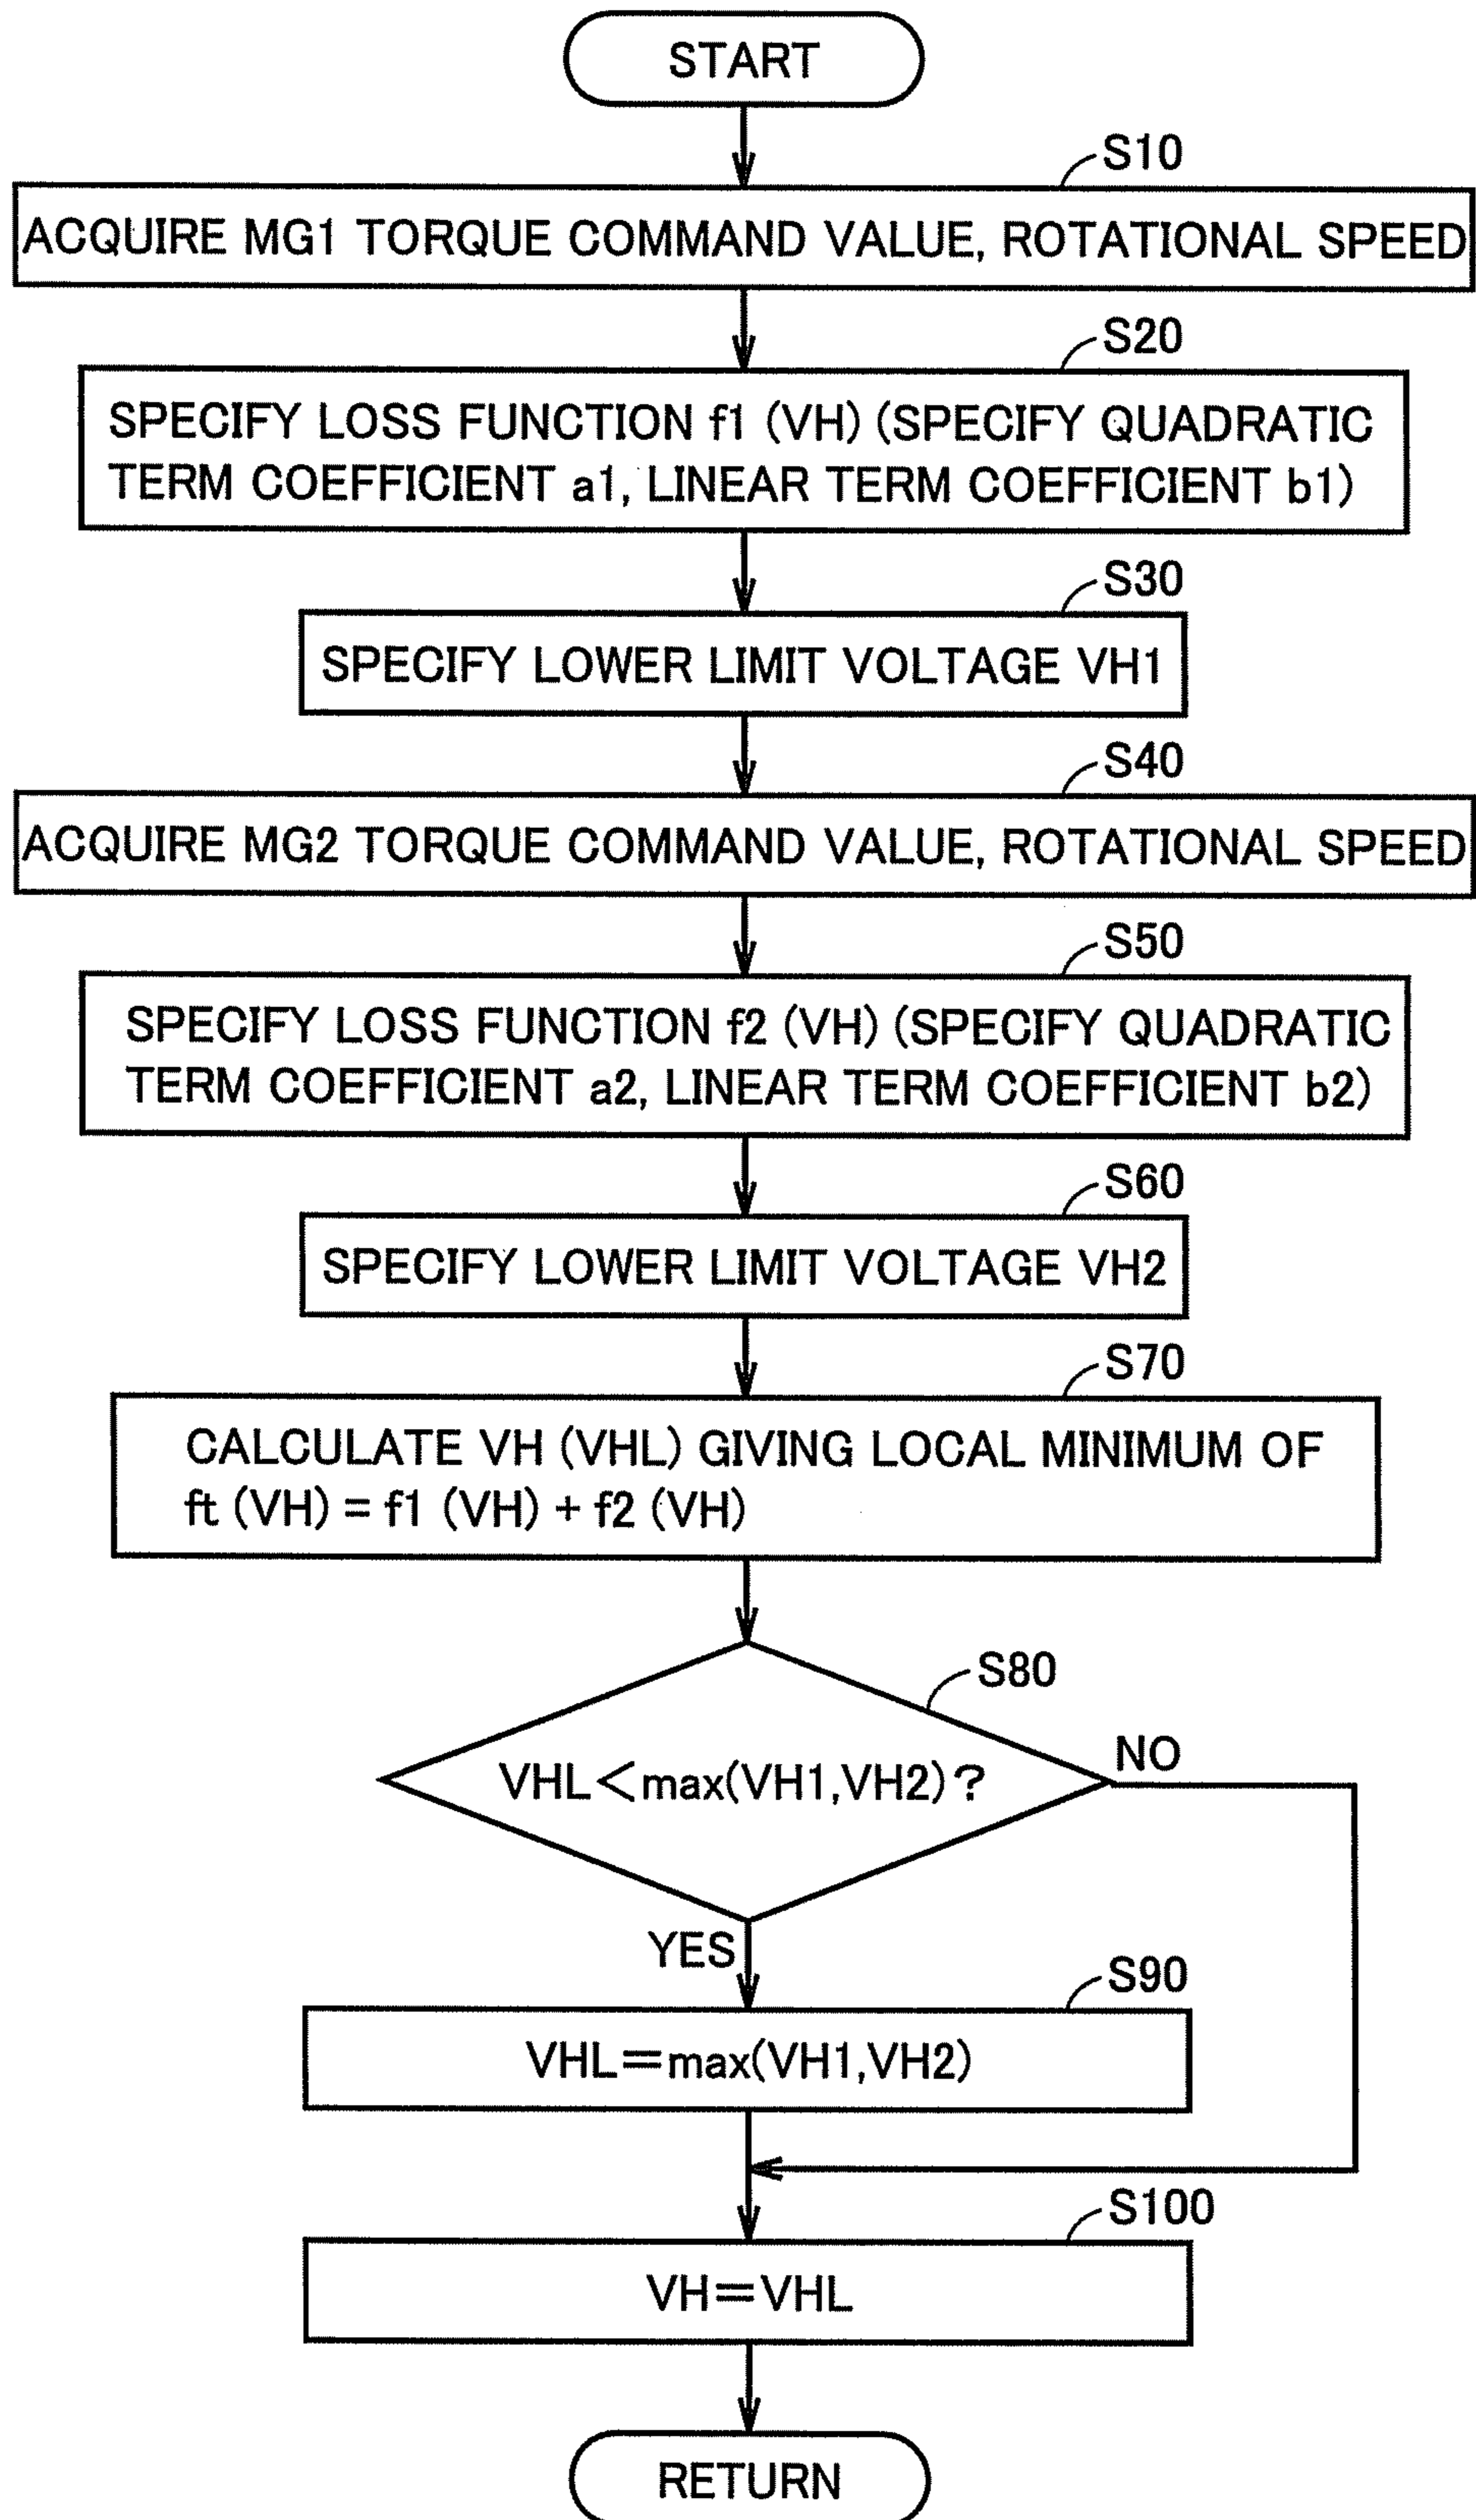 START
S10
ACQUIRE MG1 TORQUE COMMAND VALUE, ROTATIONAL SPEED
S20
SPECIFY LOSS FUNCTION f1 (VH) (SPECIFY QUADRATIC
TERM COEFFICIENT a1, LINEAR TERM COEFFICIENT b1)
S30
SPECIFY LOWER LIMIT VOLTAGE VH1
S40
ACQUIRE MG2 TORQUE COMMAND VALUE, ROTATIONAL SPEED
S50
SPECIFY LOSS FUNCTION f2 (VH) (SPECIFY QUADRATIC
TERM COEFFICIENT a2, LINEAR TERM COEFFICIENT b2)
S60
SPECIFY LOWER LIMIT VOLTAGE VH2
S70
CALCULATE VH (VHL) GIVING LOCAL MINIMUM OF
ft (VH) = f1 (VH) + f2 (VH)
S80
VHL<max(VH1,VH2)?
NO
YES
S90
VHL=max(VH1,VH2)
S100
VH=VHL
RETURN